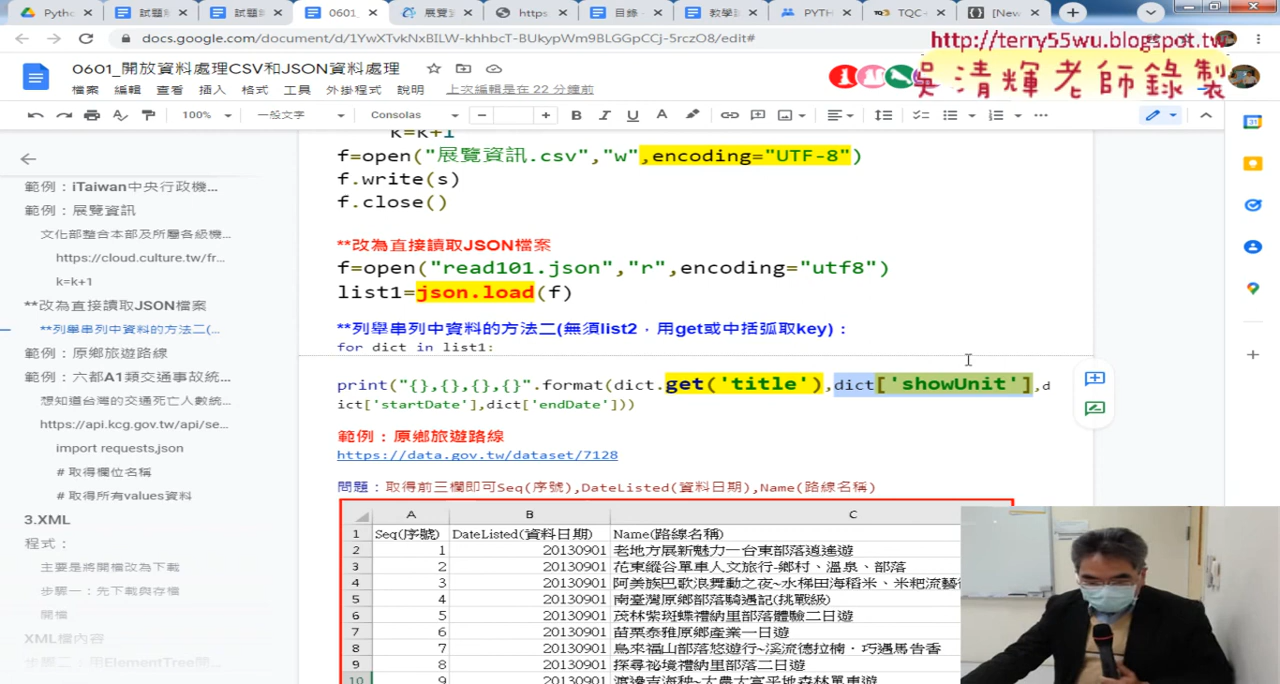 Pytho
試題
試題
0601_
展覽
https
目錄 -
教學
PYTH
TQC -
[New
docs.google.com/document/d/1YwXTvkNxBILW-khhbcT-BUkypWm9BLGGpCCj-5rczO8/edit#
http://terry55wu.blogspot.tw
吳清輝老師錄製
0601_開放資料處理CSV和JSON資料處理
檔案 編輯 查看 插入 格式 工具 外掛程式 說明 上次編輯是在 22 分鐘前
100% 一般文字 Consolas
範例：iTaiwan中央行政機...
範例：展覽資訊
文化部整合本部及所屬各級機...
https://cloud.culture.tw/fr...
k=k+1
**改為直接讀取JSON檔案
**列舉串列中資料的方法二(...
範例：原鄉旅遊路線
範例：六都A1類交通事故統...
想知道台灣的交通死亡人數統...
https://api.kcg.gov.tw/api/se...
import requests,json
# 取得欄位名稱
# 取得所有values資料
3.XML
程式：
主要是將開檔改為下載
步驟一：先下載與存檔
開檔
XML檔內容
步驟二：用ElementTree開...
k=k+1
f=open("展覽資訊.csv","w",encoding="UTF-8")
f.write(s)
f.close()
**改為直接讀取JSON檔案
f=open("read101.json","r",encoding="utf8")
list1=json.load(f)
**列舉串列中資料的方法二(無須list2，用get或中括弧取key)：
for dict in list1:
print("{},{},{},{}".format(dict.get('title'),dict['showUnit'],d
ict['startDate'],dict['endDate']))
範例：原鄉旅遊路線
https://data.gov.tw/dataset/7128
問題：取得前三欄即可Seq(序號),DateListed(資料日期),Name(路線名稱)
A B C
1 Seq(序號) DateListed(資料日期) Name(路線名稱)
2 1 20130901 老地方展新魅力─台東部落逍遙遊
3 2 20130901 花東縱谷單車人文旅行-鄉村、溫泉、部落
4 3 20130901 阿美族巴歌浪舞動之夜~水梯田海稻米、米粑流藝
5 4 20130901 南臺灣原鄉部落騎遇記(挑戰級)
6 5 20130901 茂林紫斑蝶禮納里部落體驗二日遊
7 6 20130901 苗栗泰雅原鄉產業一日遊
8 7 20130901 烏來福山部落悠遊行~溪流德拉楠．巧遇馬告香
9 8 20130901 探尋祕境禮納里部落二日遊
10 9 20130901